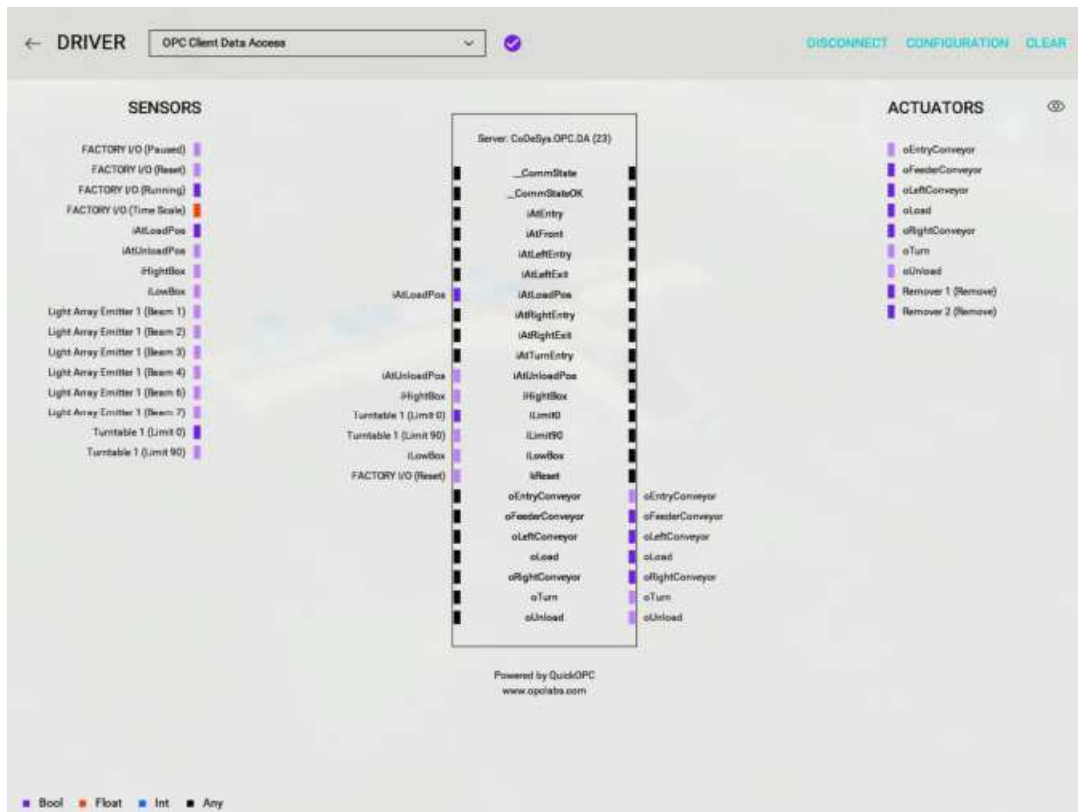 ← DRIVER OPC Client Data Access DISCONNECT CONFIGURATION CLEAR
SENSORS
FACTORY I/O (Paused)
FACTORY I/O (Reset)
FACTORY I/O (Running)
FACTORY I/O (Time Scale)
iAtLoadPos
iAtUnloadPos
iHightBox
iLowBox
Light Array Emitter 1 (Beam 1)
Light Array Emitter 1 (Beam 2)
Light Array Emitter 1 (Beam 3)
Light Array Emitter 1 (Beam 4)
Light Array Emitter 1 (Beam 6)
Light Array Emitter 1 (Beam 7)
Turntable 1 (Limit 0)
Turntable 1 (Limit 90)
Server: CoDeSys.OPC.DA (23)
__CommState
__CommStateOK
iAtEntry
iAtFront
iAtLeftEntry
iAtLeftExit
iAtLoadPos iAtLoadPos
iAtRightEntry
iAtRightExit
iAtTurnEntry
iAtUnloadPos iAtUnloadPos
iHightBox iHightBox
Turntable 1 (Limit 0) iLimit0
Turntable 1 (Limit 90) iLimit90
iLowBox iLowBox
FACTORY I/O (Reset) iReset
oEntryConveyor oEntryConveyor
oFeederConveyor oFeederConveyor
oLeftConveyor oLeftConveyor
oLoad oLoad
oRightConveyor oRightConveyor
oTurn oTurn
oUnload oUnload
Powered by QuickOPC
www.opclabs.com
ACTUATORS
oEntryConveyor
oFeederConveyor
oLeftConveyor
oLoad
oRightConveyor
oTurn
oUnload
Remover 1 (Remove)
Remover 2 (Remove)
Bool Float Int Any